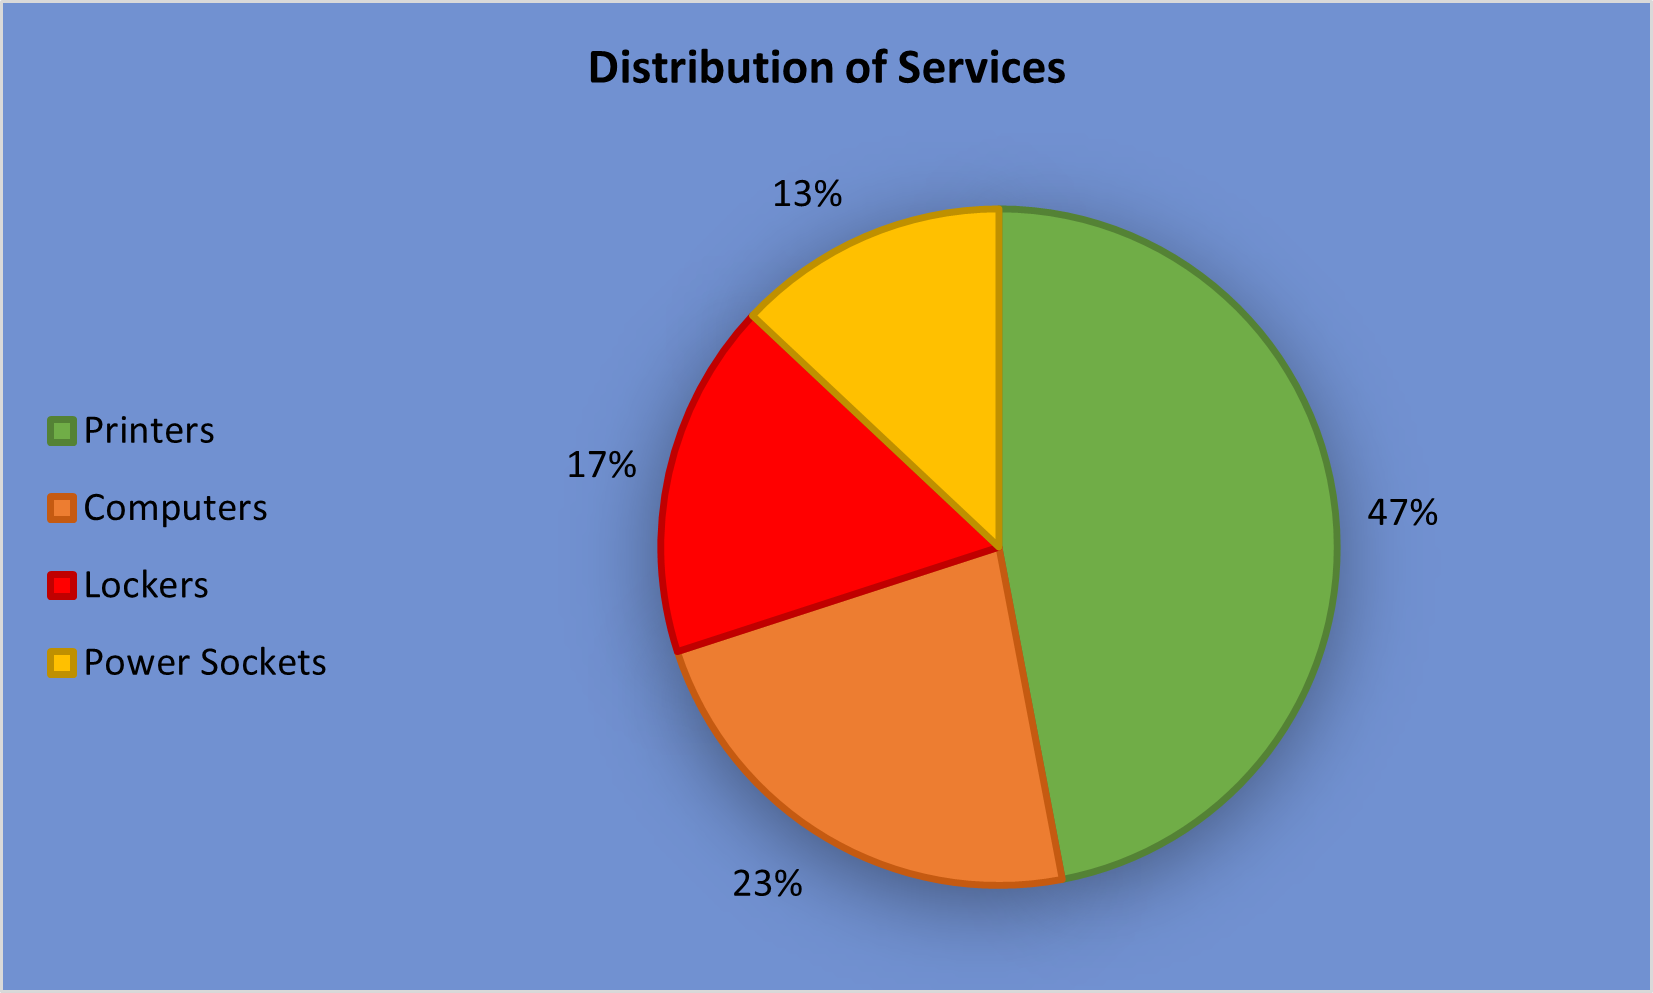 Distribution of Services
13%
17%
47%
23%
Printers
Computers
Lockers
Power Sockets